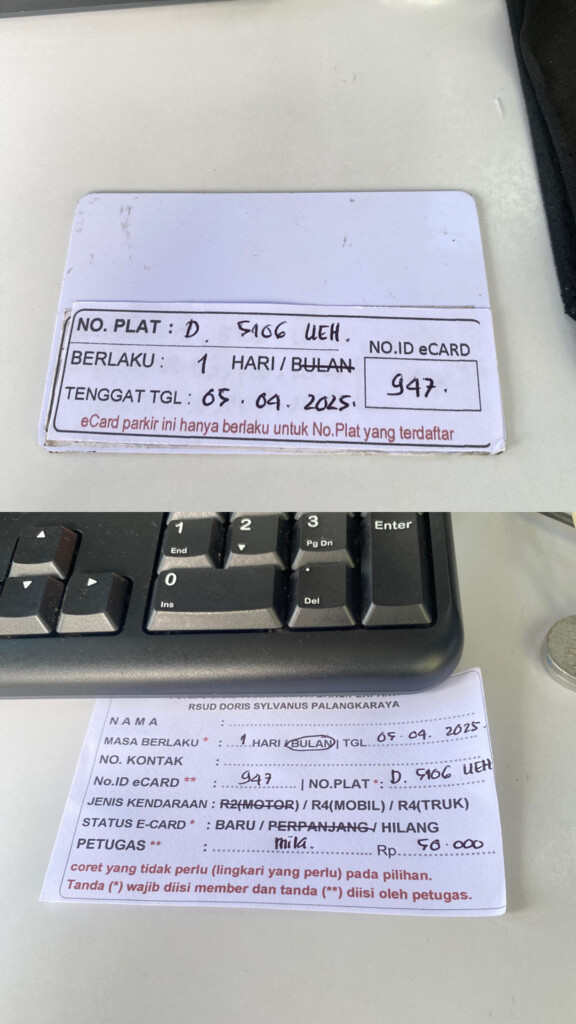 NO. PLAT : D. 5106 UEH.
BERLAKU : 1 HARI / BULAN
NO.ID eCARD
947.
TENGGAT TGL : 05 . 04 . 2025.
eCard parkir ini hanya berlaku untuk No.Plat yang terdaftar
1
End
2
3
Pg Dn
Enter
0
Ins
.
Del
RSUD DORIS SYLVANUS PALANGKARAYA
NAMA :
MASA BERLAKU * : 1 HARI / BULAN | TGL 05 . 04 . 2025.
NO. KONTAK :
No.ID eCARD ** : 947 | NO.PLAT * : D. 5106 UEH
JENIS KENDARAAN : R2(MOTOR) / R4(MOBIL) / R4(TRUK)
STATUS E-CARD * : BARU / PERPANJANG / HILANG
PETUGAS ** : mila. Rp. 50.000
coret yang tidak perlu (lingkari yang perlu) pada pilihan.
Tanda (*) wajib diisi member dan tanda (**) diisi oleh petugas.